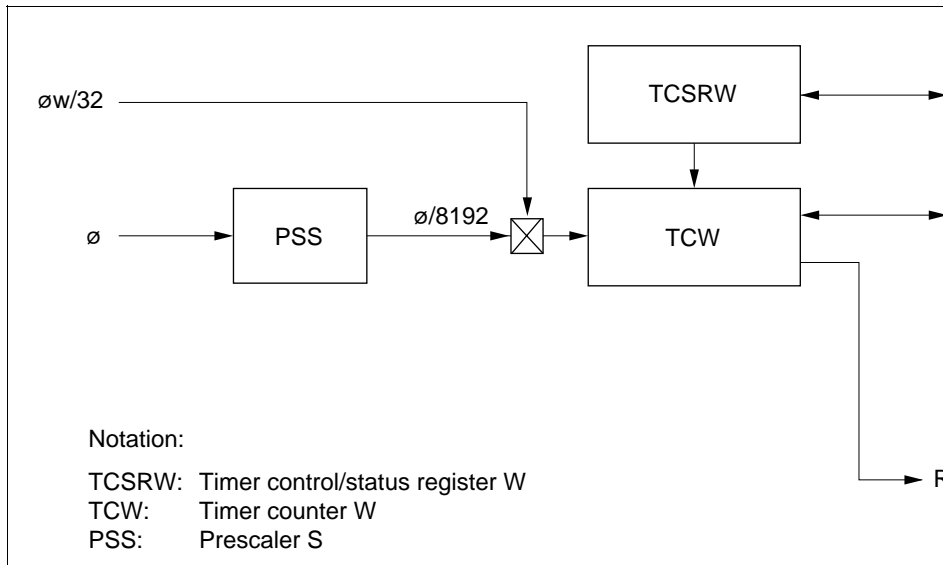 øw/32
TCSRW
ø
PSS
ø/8192
TCW
Notation:
TCSRW: Timer control/status register W
TCW: Timer counter W
PSS: Prescaler S